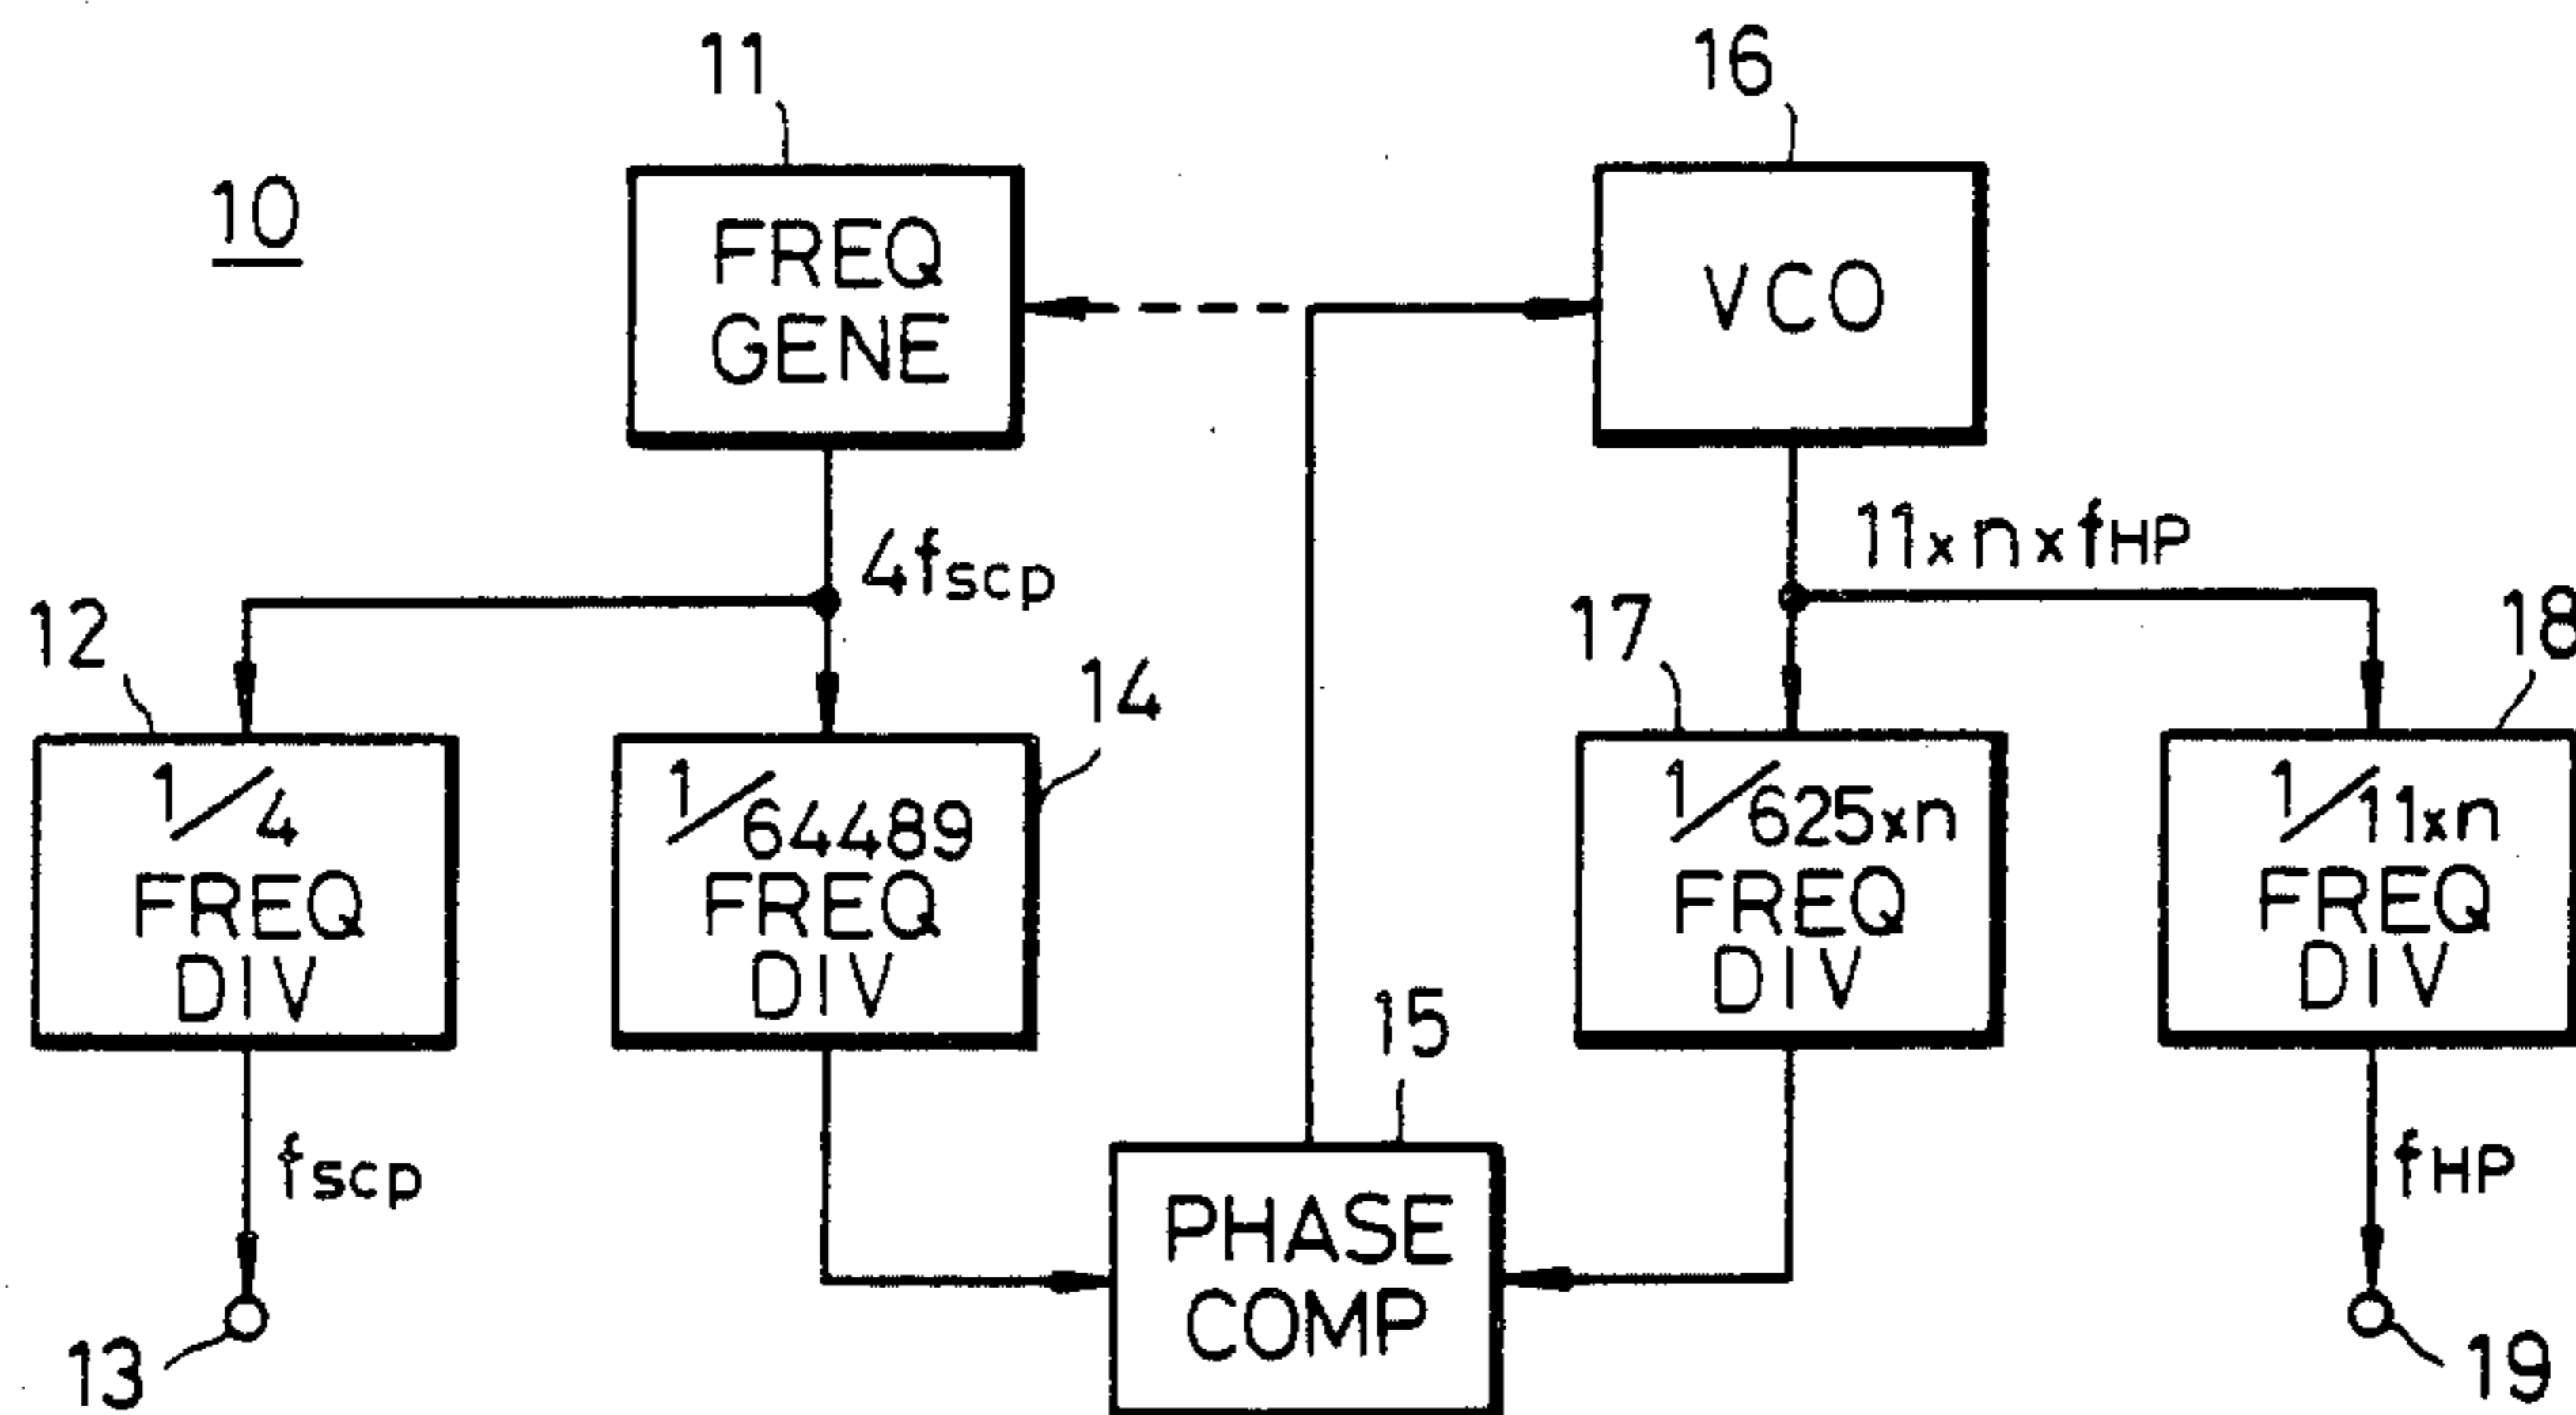 10
11
FREQ
GENE
16
VCO
4fscp
11xnxfHP
12
1/4
FREQ
DIV
14
1/64489
FREQ
DIV
17
1/625xn
FREQ
DIV
18
1/11xn
FREQ
DIV
15
PHASE
COMP
fscp
fHP
13
19